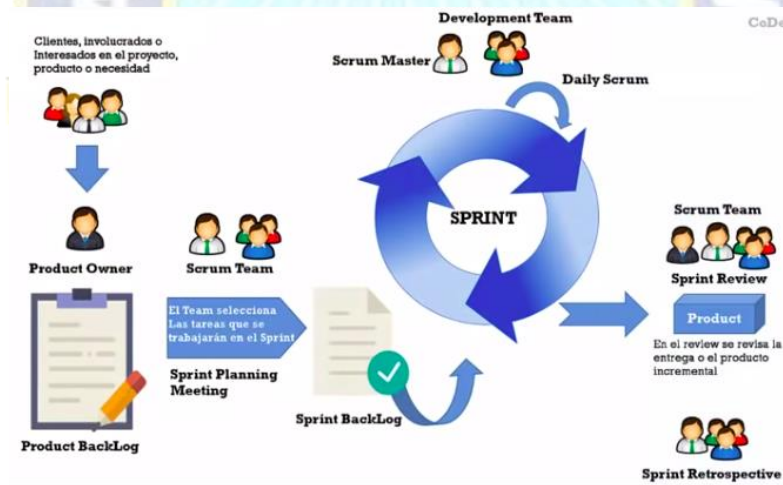 Clientes, involucrados o
Interesados en el proyecto,
producto o necesidad
Product Owner
Product BackLog
Scrum Team
El Team selecciona
Las tareas que se
trabajarán en el Sprint
Sprint Planning
Meeting
Sprint BackLog
Development Team
Scrum Master
Daily Scrum
SPRINT
Scrum Team
Sprint Review
Product
En el review se revisa la
entrega o el producto
incremental
Sprint Retrospective